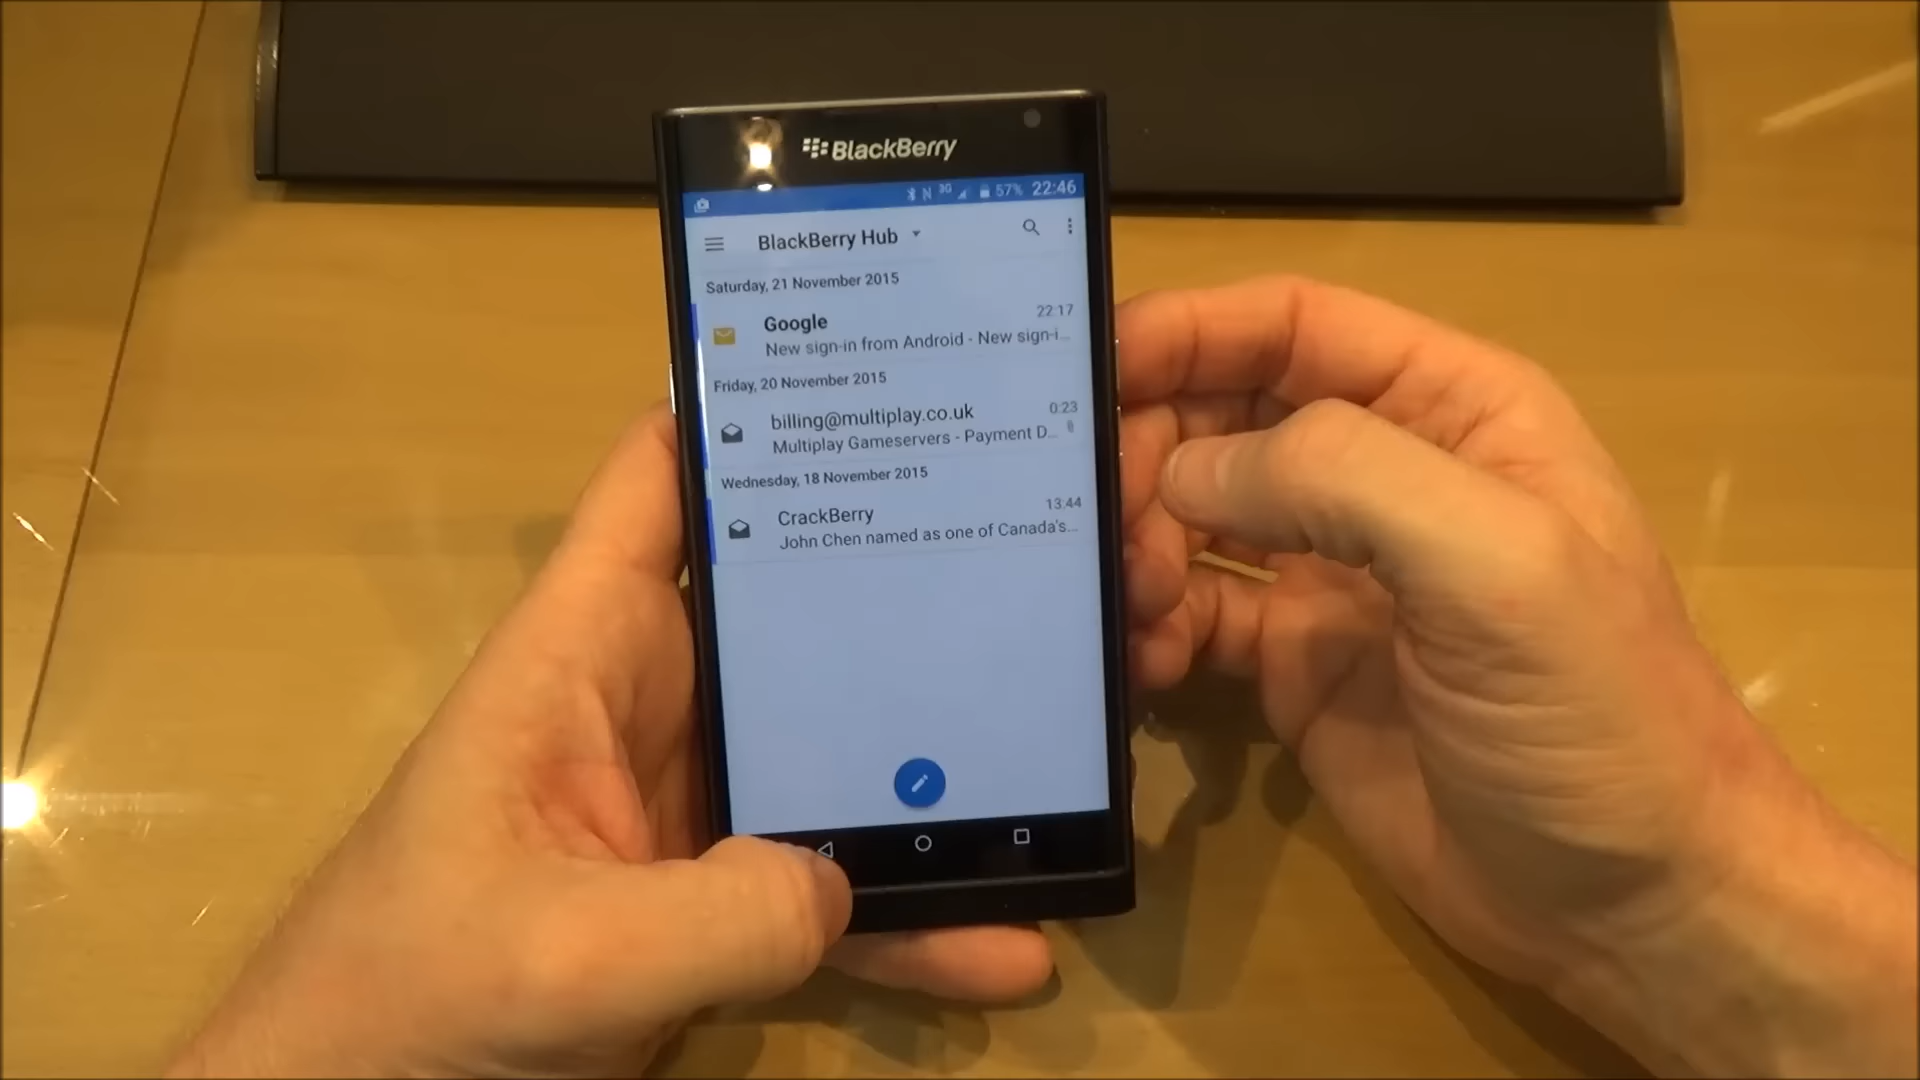 BlackBerry
3G 57% 22:46
BlackBerry Hub
Saturday, 21 November 2015
Google 22:17
New sign-in from Android - New sign-i...
Friday, 20 November 2015
billing@multiplay.co.uk 0:23
Multiplay Gameservers - Payment D...
Wednesday, 18 November 2015
CrackBerry 13:44
John Chen named as one of Canada's...